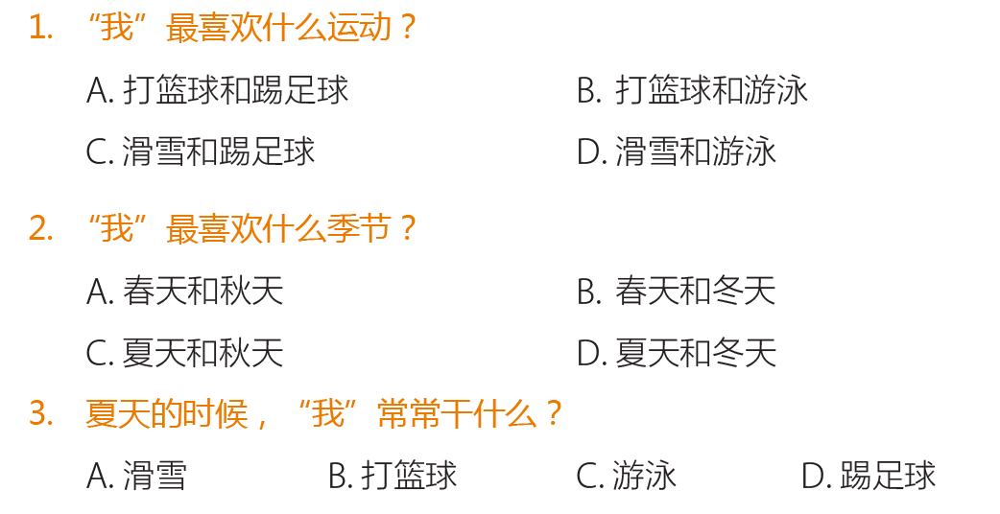 1. “我”最喜欢什么运动？
A. 打篮球和踢足球 B. 打篮球和游泳
C. 滑雪和踢足球 D. 滑雪和游泳
2. “我”最喜欢什么季节？
A. 春天和秋天 B. 春天和冬天
C. 夏天和秋天 D. 夏天和冬天
3. 夏天的时候，“我”常常干什么？
A. 滑雪 B. 打篮球 C. 游泳 D. 踢足球